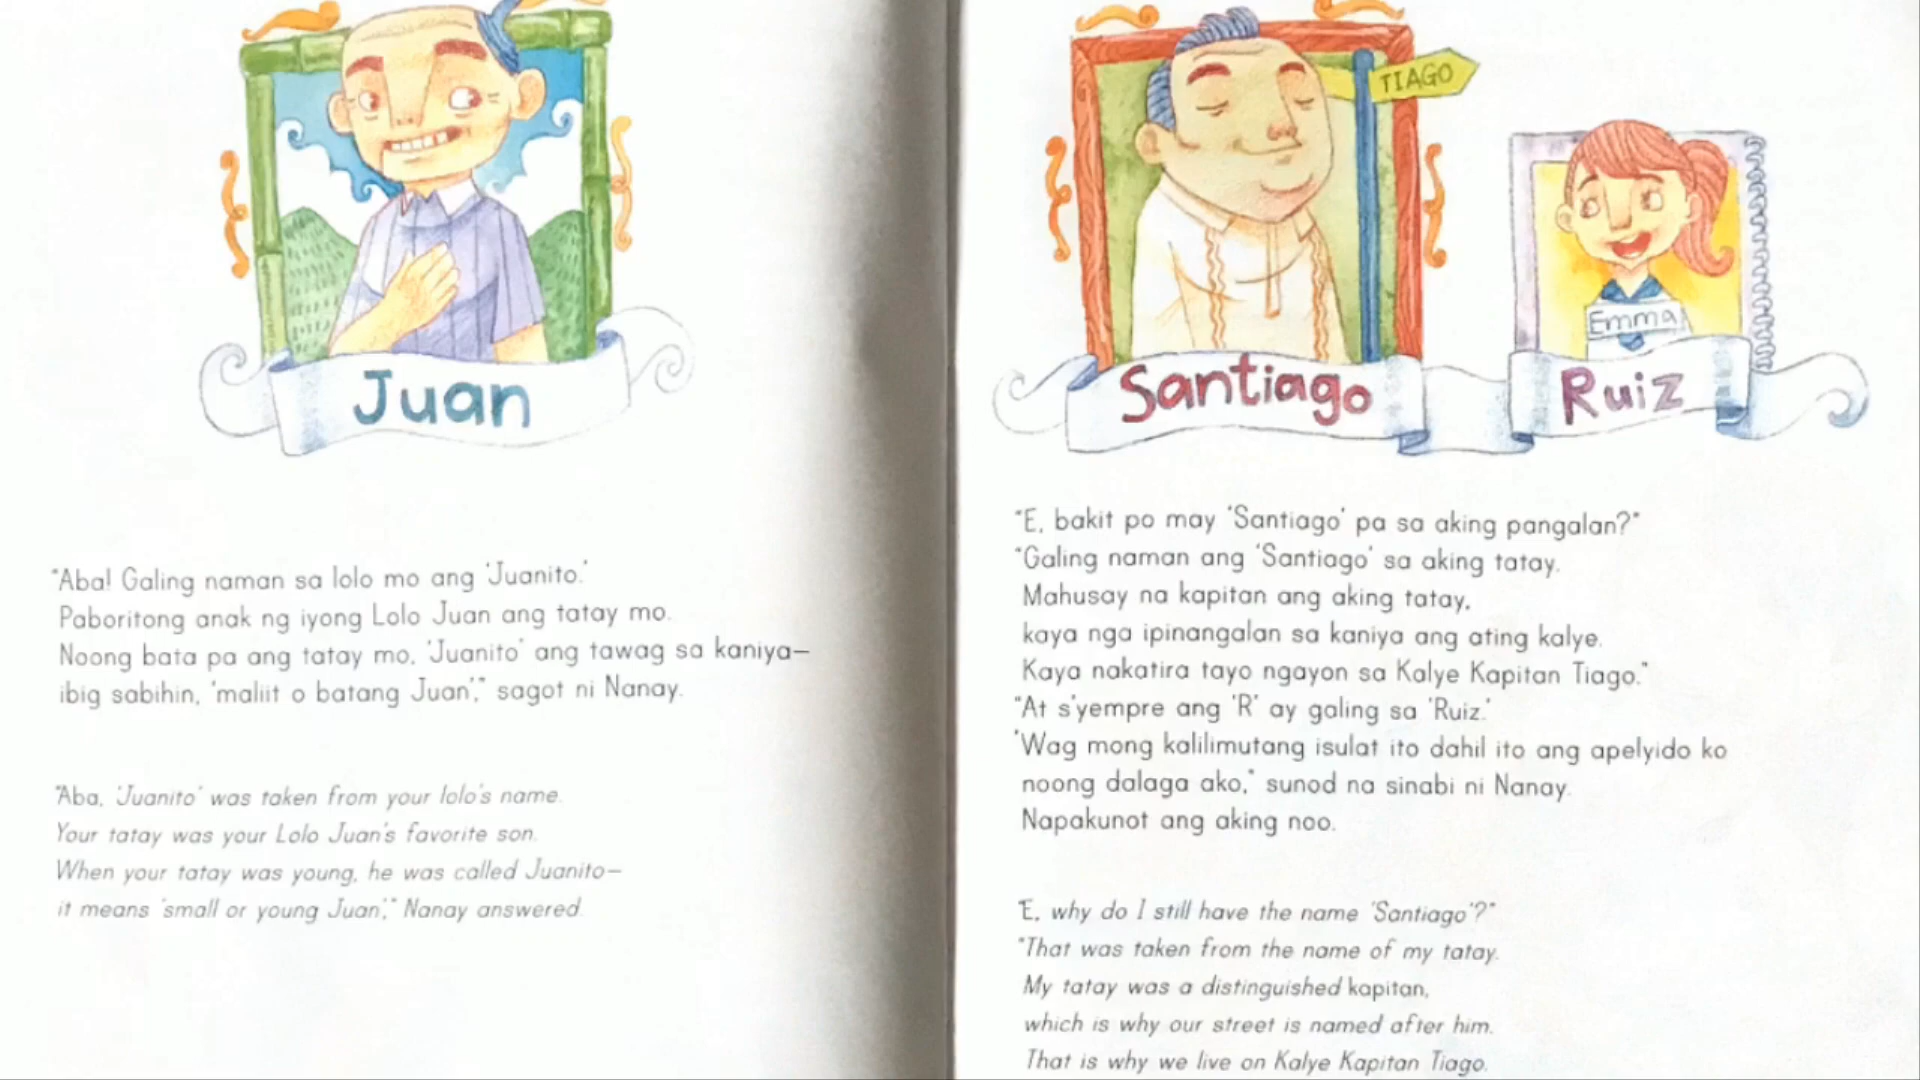 Juan
"Aba! Galing naman sa lolo mo ang 'Juanito.'
Paboritong anak ng iyong Lolo Juan ang tatay mo.
Noong bata pa ang tatay mo, 'Juanito' ang tawag sa kaniya—
ibig sabihin, 'maliit o batang Juan'," sagot ni Nanay.
"Aba, 'Juanito' was taken from your lolo's name.
Your tatay was your Lolo Juan's favorite son.
When your tatay was young, he was called Juanito—
it means 'small or young Juan'," Nanay answered.
TIAGO
Emma
Santiago
Ruiz
"E, bakit po may 'Santiago' pa sa aking pangalan?"
"Galing naman ang 'Santiago' sa aking tatay.
Mahusay na kapitan ang aking tatay,
kaya nga ipinangalan sa kaniya ang ating kalye.
Kaya nakatira tayo ngayon sa Kalye Kapitan Tiago."
"At s'yempre ang 'R' ay galing sa 'Ruiz.'
'Wag mong kalilimutang isulat ito dahil ito ang apelyido ko
noong dalaga ako," sunod na sinabi ni Nanay.
Napakunot ang aking noo.
"E, why do I still have the name 'Santiago'?"
"That was taken from the name of my tatay.
My tatay was a distinguished kapitan,
which is why our street is named after him.
That is why we live on Kalye Kapitan Tiago.